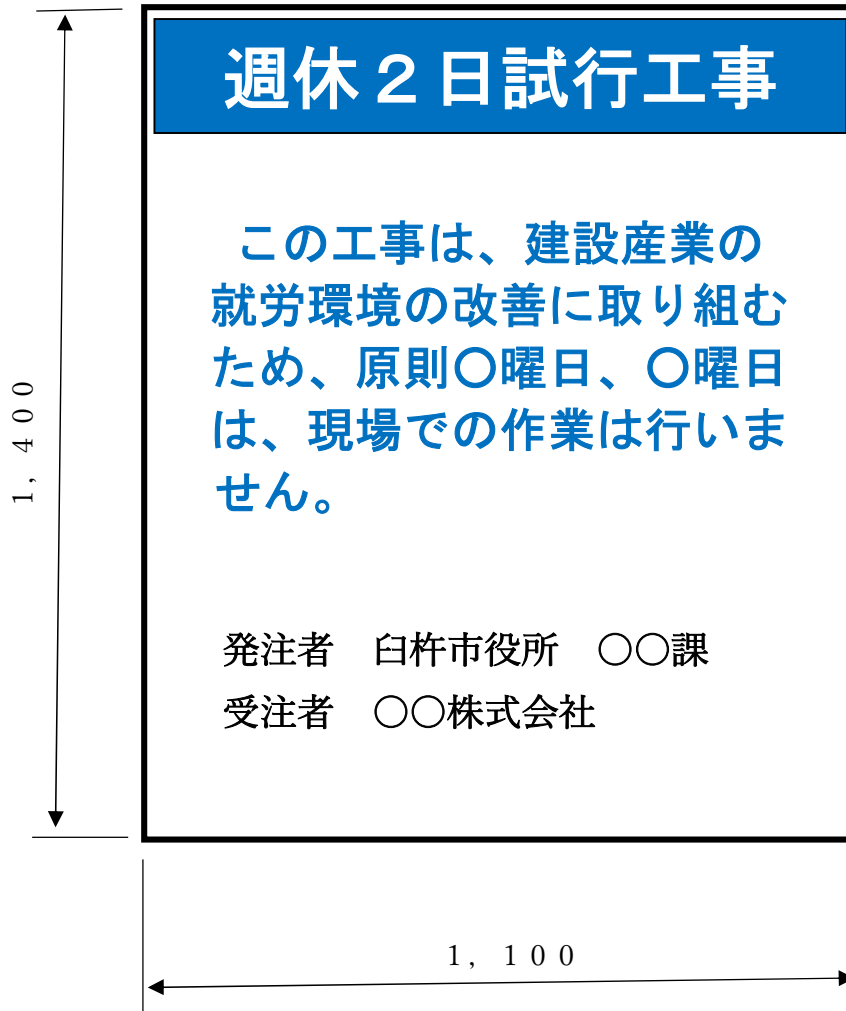 週休２日試行工事
この工事は、建設産業の
就労環境の改善に取り組む
ため、原則〇曜日、〇曜日
は、現場での作業は行いま
せん。
発注者　臼杵市役所　〇〇課
受注者　〇〇株式会社
1,400
1,100